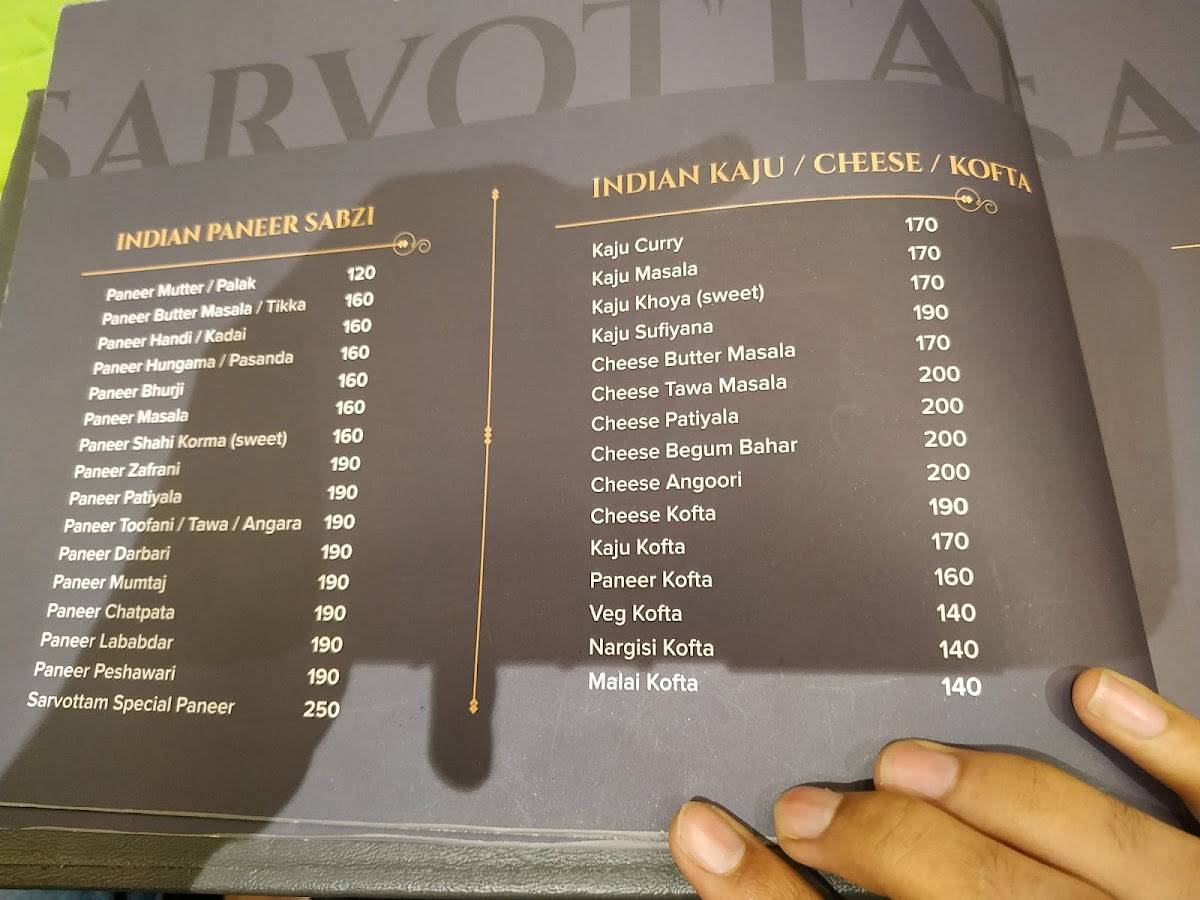 SARVOTTA
SA
INDIAN PANEER SABZI
Paneer Mutter / Palak 120
Paneer Butter Masala / Tikka 160
Paneer Handi / Kadai 160
Paneer Hungama / Pasanda 160
Paneer Bhurji 160
Paneer Masala 160
Paneer Shahi Korma (sweet) 160
Paneer Zafrani 190
Paneer Patiyala 190
Paneer Toofani / Tawa / Angara 190
Paneer Darbari 190
Paneer Mumtaj 190
Paneer Chatpata 190
Paneer Lababdar 190
Paneer Peshawari 190
Sarvottam Special Paneer 250
INDIAN KAJU / CHEESE / KOFTA
Kaju Curry 170
Kaju Masala 170
Kaju Khoya (sweet) 170
Kaju Sufiyana 190
Cheese Butter Masala 170
Cheese Tawa Masala 200
Cheese Patiyala 200
Cheese Begum Bahar 200
Cheese Angoori 200
Cheese Kofta 190
Kaju Kofta 170
Paneer Kofta 160
Veg Kofta 140
Nargisi Kofta 140
Malai Kofta 140